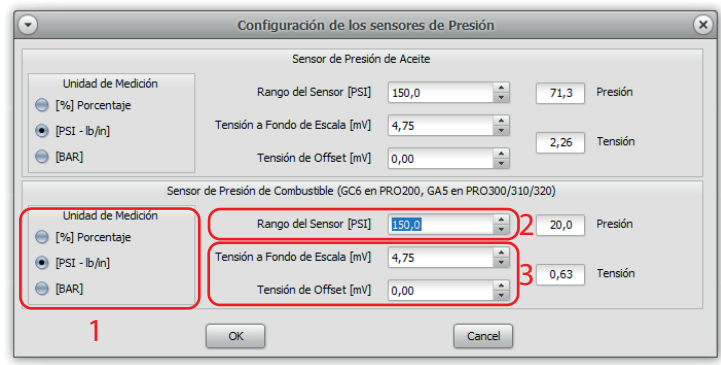 Configuración de los sensores de Presión
Sensor de Presión de Aceite
Unidad de Medición
[%] Porcentaje
[PSI - lb/in]
[BAR]
Rango del Sensor [PSI] 150,0 71,3 Presión
Tensión a Fondo de Escala [mV] 4,75
2,26 Tensión
Tensión de Offset [mV] 0,00
Sensor de Presión de Combustible (GC6 en PRO200, GA5 en PRO300/310/320)
Unidad de Medición
[%] Porcentaje
[PSI - lb/in]
[BAR]
1
Rango del Sensor [PSI] 150,0 2 20,0 Presión
Tensión a Fondo de Escala [mV] 4,75
3 0,63 Tensión
Tensión de Offset [mV] 0,00
OK Cancel